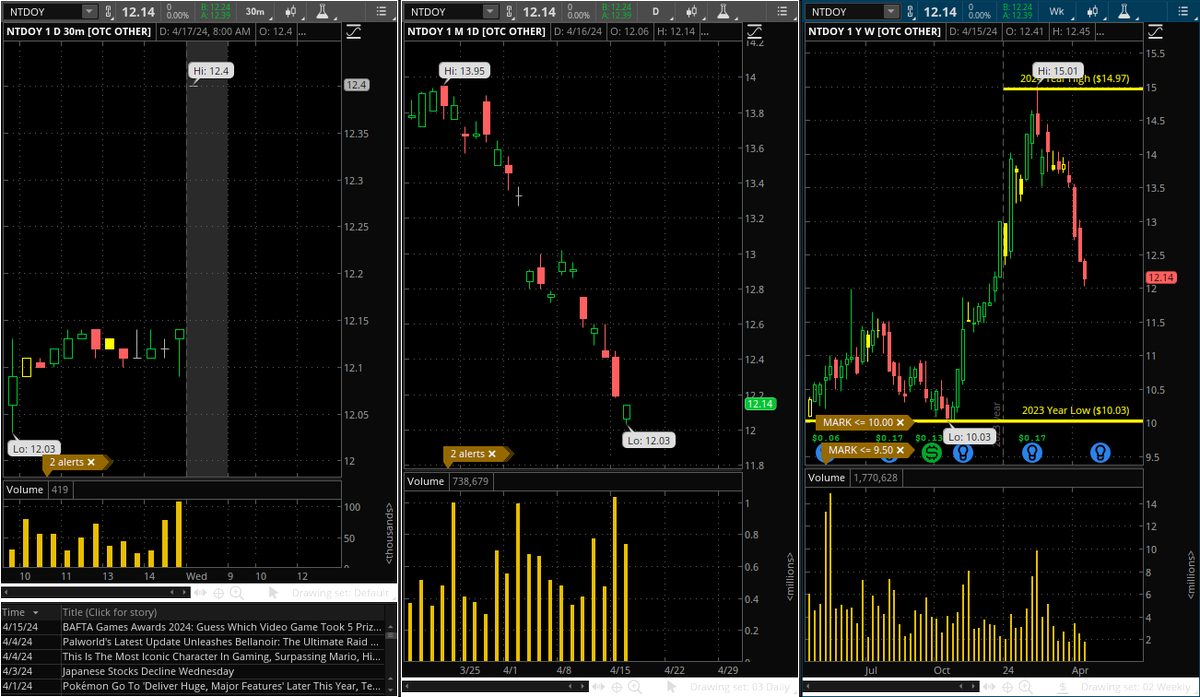 NTDOY 12.14 0 0.00% B: 12.24 A: 12.39 30m
NTDOY 1 D 30m [OTC OTHER] D: 4/17/24, 8:00 AM O: 12.4 ...
Hi: 12.4
12.4
12.35
12.3
12.25
12.2
12.15
12.1
12.05
12
Lo: 12.03
2 alerts ×
Volume 419
100
50
0
<thousands>
10 11 13 14 Wed 9 10 12
Drawing set: Default
Time Title (Click for story)
4/15/24 BAFTA Games Awards 2024: Guess Which Video Game Took 5 Priz...
4/4/24 Palworld's Latest Update Unleashes Bellanoir: The Ultimate Raid ...
4/4/24 This Is The Most Iconic Character In Gaming, Surpassing Mario, Hi...
4/3/24 Japanese Stocks Decline Wednesday
4/1/24 Pokémon Go To 'Deliver Huge, Major Features' Later This Year, Te...
NTDOY 12.14 0 0.00% B: 12.24 A: 12.39 D
NTDOY 1 M 1D [OTC OTHER] D: 4/16/24 O: 12.06 H: 12.14 ...
Hi: 13.95
14.2
14
13.8
13.6
13.4
13.2
13
12.8
12.6
12.4
12.2
12.14
12
11.8
Lo: 12.03
2 alerts ×
Volume 738,679
1
0.8
0.6
0.4
0.2
<millions>
3/25 4/1 4/8 4/15 4/22 4/29
Drawing set: 03 Daily
NTDOY 12.14 0 0.00% B: 12.24 A: 12.39 Wk
NTDOY 1 Y W [OTC OTHER] D: 4/15/24 O: 12.41 H: 12.45 ...
Hi: 15.01
High ($14.97)
15.5
15
14.5
14
13.5
13
12.5
12.14
12
11.5
11
10.5
10
9.5
2023 Year Low ($10.03)
year
MARK <= 10.00 ×
Lo: 10.03
$0.06 $0.17 $0.13 $0.17
MARK <= 9.50 ×
Volume 1,770,628
14
12
10
8
6
4
2
<millions>
Jul Oct 24 Apr
Drawing set: 02 Weekly